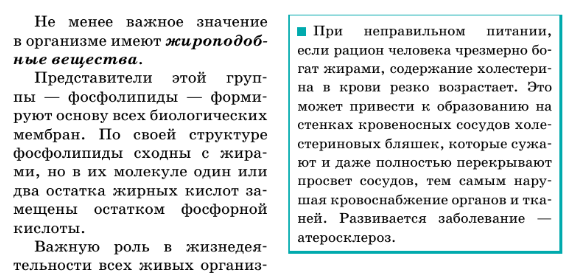 Не менее важное значение
в организме имеют жироподоб-
ные вещества.
Представители этой груп-
пы — фосфолипиды — форми-
руют основу всех биологических
мембран. По своей структуре
фосфолипиды сходны с жира-
ми, но в их молекуле один или
два остатка жирных кислот за-
мещены остатком фосфорной
кислоты.
Важную роль в жизнедея-
тельности всех живых организ-
При неправильном питании,
если рацион человека чрезмерно бо-
гат жирами, содержание холестери-
на в крови резко возрастает. Это
может привести к образованию на
стенках кровеносных сосудов холе-
стериновых бляшек, которые сужа-
ют и даже полностью перекрывают
просвет сосудов, тем самым нару-
шая кровоснабжение органов и тка-
ней. Развивается заболевание —
атеросклероз.